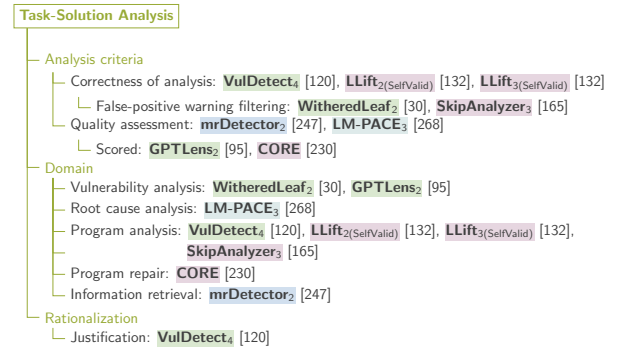 Task-Solution Analysis
Analysis criteria
Correctness of analysis: VulDetect4 [120], LLift2(SelfValid) [132], LLift3(SelfValid) [132]
False-positive warning filtering: WitheredLeaf2 [30], SkipAnalyzer3 [165]
Quality assessment: mrDetector2 [247], LM-PACE3 [268]
Scored: GPTLens2 [95], CORE [230]
Domain
Vulnerability analysis: WitheredLeaf2 [30], GPTLens2 [95]
Root cause analysis: LM-PACE3 [268]
Program analysis: VulDetect4 [120], LLift2(SelfValid) [132], LLift3(SelfValid) [132],
SkipAnalyzer3 [165]
Program repair: CORE [230]
Information retrieval: mrDetector2 [247]
Rationalization
Justification: VulDetect4 [120]